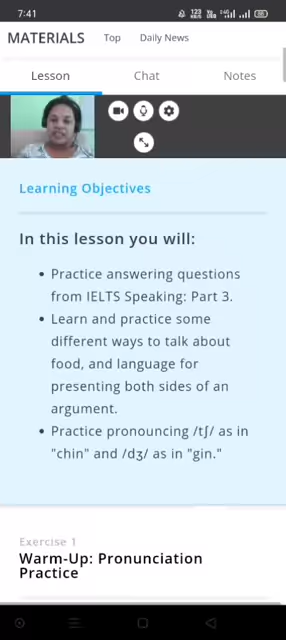 7:41
MATERIALS Top Daily News
Lesson Chat Notes
Learning Objectives
In this lesson you will:
• Practice answering questions
from IELTS Speaking: Part 3.
• Learn and practice some
different ways to talk about
food, and language for
presenting both sides of an
argument.
• Practice pronouncing /tʃ/ as in
"chin" and /dʒ/ as in "gin."
Exercise 1
Warm-Up: Pronunciation
Practice